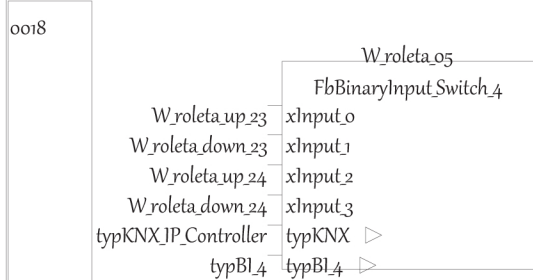 0018
W_roleta_05
FbBinaryInput_Switch_4
W_roleta_up_23 xInput_0
W_roleta_down_23 xInput_1
W_roleta_up_24 xInput_2
W_roleta_down_24 xInput_3
typKNX_IP_Controller typKNX
typBI_4 typBI_4